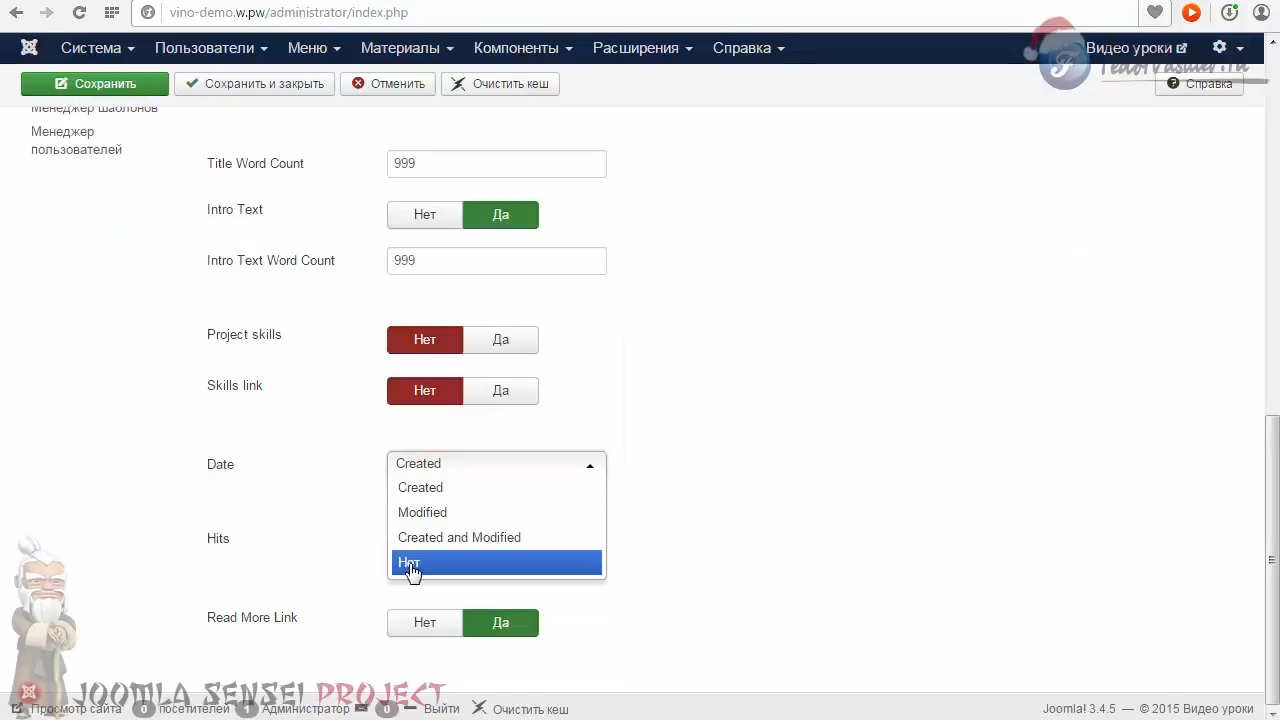 vino-demo.w.pw/administrator/index.php
Система Пользователи Меню Материалы Компоненты Расширения Справка Видео уроки
Сохранить Сохранить и закрыть Отменить Очистить кеш Справка
Менеджер шаблонов
Менеджер
пользователей
Title Word Count 999
Intro Text Нет Да
Intro Text Word Count 999
Project skills Нет Да
Skills link Нет Да
Date Created
Created
Modified
Created and Modified
Нет
Hits
Read More Link Нет Да
JOOMLA SENSEI PROJECT
Просмотр сайта 0 посетителей 1 Администратор 0 Выйти Очистить кеш Joomla! 3.4.5 — © 2015 Видео уроки